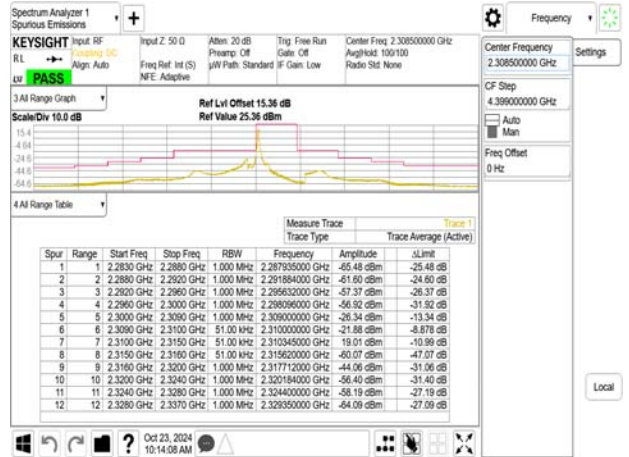 Spectrum Analyzer 1
Spurious Emissions
Frequency
KEYSIGHT Input: RF Input Z: 50 Ω Atten: 20 dB Trig: Free Run Center Freq: 2.308500000 GHz
RL Coupling: DC Preamp: Off Gate: Off Avg|Hold: 100/100
Align: Auto Freq Ref: Int (S) µW Path: Standard IF Gain: Low Radio Std: None
NFE: Adaptive
PASS
Center Frequency
2.308500000 GHz
Settings
CF Step
4.399000000 GHz
Auto
Man
Freq Offset
0 Hz
Local
3 All Range Graph
Ref Lvl Offset 15.36 dB
Scale/Div 10.0 dB Ref Value 25.36 dBm
15.4
-4.64
-24.6
-44.6
-64.6
4 All Range Table
Measure Trace Trace 1
Trace Type Trace Average (Active)
Spur Range Start Freq Stop Freq RBW Frequency Amplitude ΔLimit
1 1 2.2830 GHz 2.2880 GHz 1.000 MHz 2.287935000 GHz -65.48 dBm -25.48 dB
2 2 2.2880 GHz 2.2920 GHz 1.000 MHz 2.291884000 GHz -61.60 dBm -24.60 dB
3 3 2.2920 GHz 2.2960 GHz 1.000 MHz 2.295632000 GHz -57.37 dBm -26.37 dB
4 4 2.2960 GHz 2.3000 GHz 1.000 MHz 2.298096000 GHz -56.92 dBm -31.92 dB
5 5 2.3000 GHz 2.3090 GHz 1.000 MHz 2.309000000 GHz -26.34 dBm -13.34 dB
6 6 2.3090 GHz 2.3100 GHz 51.00 kHz 2.310000000 GHz -21.88 dBm -8.878 dB
7 7 2.3100 GHz 2.3150 GHz 51.00 kHz 2.310345000 GHz 19.01 dBm -10.99 dB
8 8 2.3150 GHz 2.3160 GHz 51.00 kHz 2.315620000 GHz -60.07 dBm -47.07 dB
9 9 2.3160 GHz 2.3200 GHz 1.000 MHz 2.317712000 GHz -44.06 dBm -31.06 dB
10 10 2.3200 GHz 2.3240 GHz 1.000 MHz 2.320184000 GHz -56.40 dBm -31.40 dB
11 11 2.3240 GHz 2.3280 GHz 1.000 MHz 2.324400000 GHz -58.19 dBm -27.19 dB
12 12 2.3280 GHz 2.3370 GHz 1.000 MHz 2.329350000 GHz -64.09 dBm -27.09 dB
Oct 23, 2024
10:14:08 AM